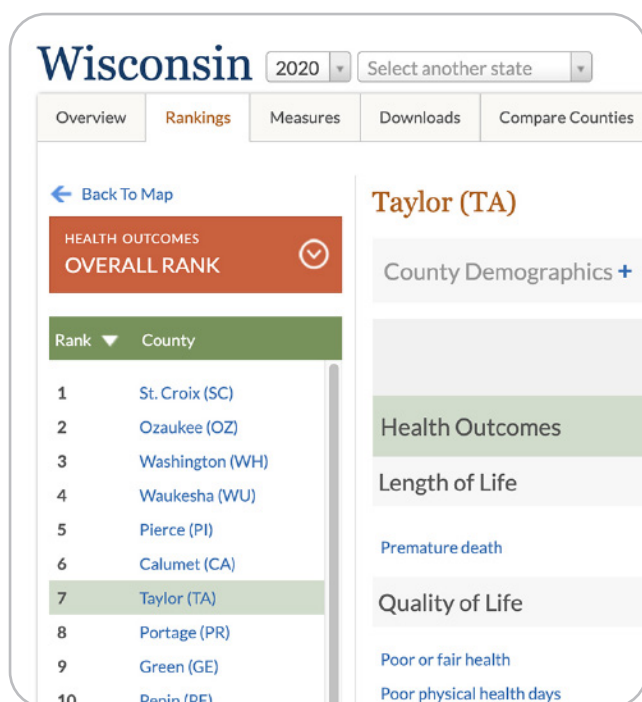 Wisconsin 2020 Select another state
Overview Rankings Measures Downloads Compare Counties
Back To Map
HEALTH OUTCOMES
OVERALL RANK
Rank County
1 St. Croix (SC)
2 Ozaukee (OZ)
3 Washington (WH)
4 Waukesha (WU)
5 Pierce (PI)
6 Calumet (CA)
7 Taylor (TA)
8 Portage (PR)
9 Green (GE)
10 Pepin (PE)
Taylor (TA)
County Demographics +
Health Outcomes
Length of Life
Premature death
Quality of Life
Poor or fair health
Poor physical health days